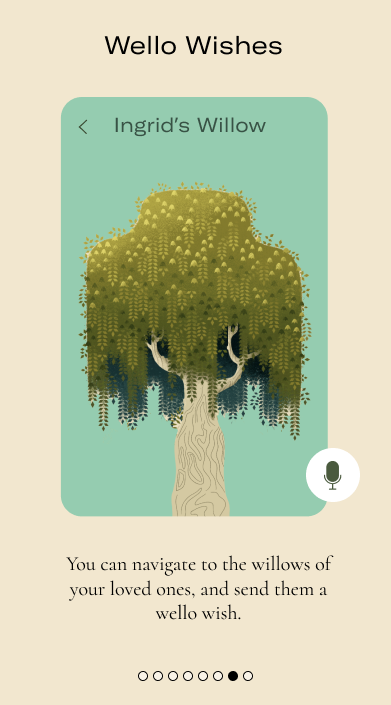 Wello Wishes
Ingrid's Willow
You can navigate to the willows of
your loved ones, and send them a
wello wish.